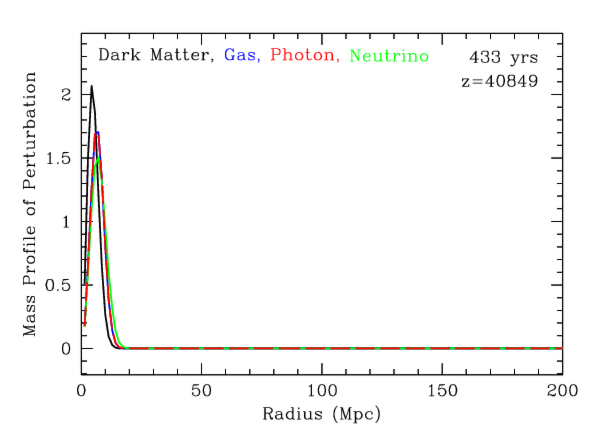 Dark Matter, Gas, Photon, Neutrino
433 yrs
z=40849
Mass Profile of Perturbation
2
1.5
1
0.5
0
0 50 100 150 200
Radius (Mpc)